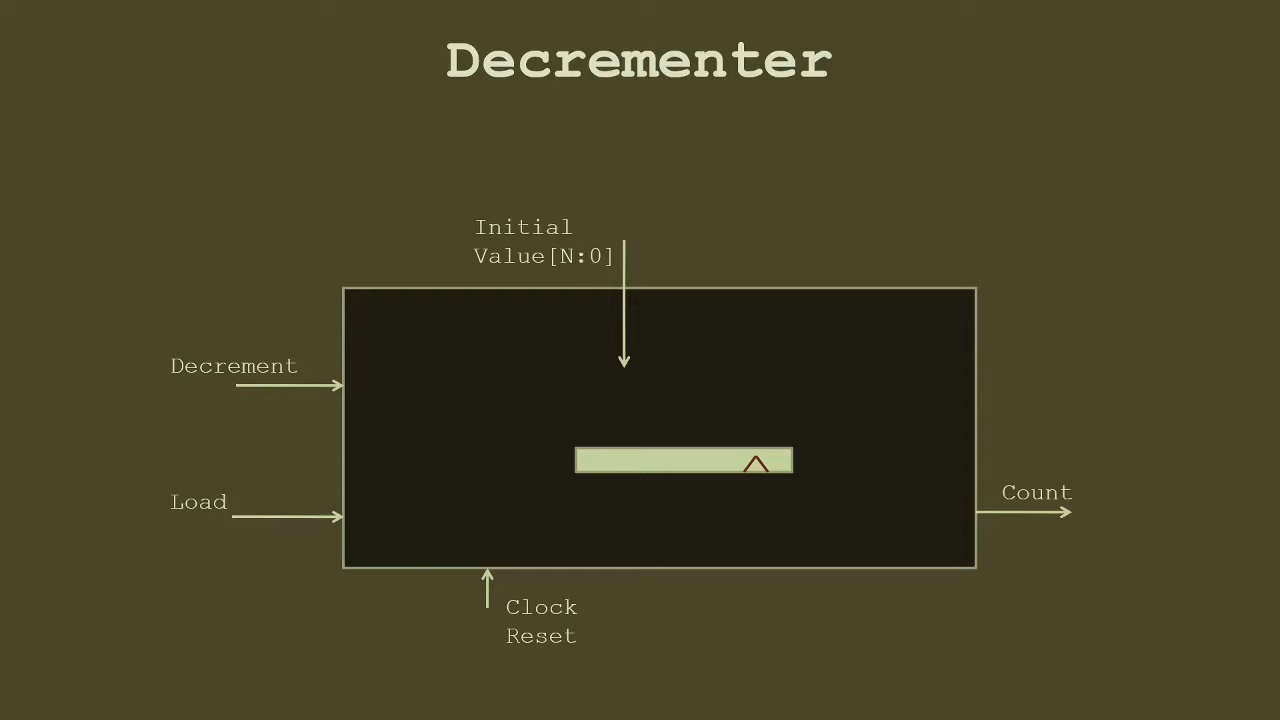 Decrementer
Initial
Value[N:0]
Decrement
Load
Count
Clock
Reset